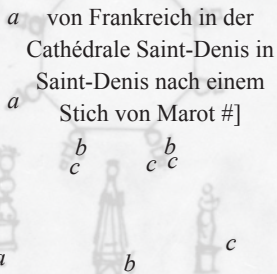 a von Frankreich in der
Cathédrale Saint-Denis in
Saint-Denis nach einem
a Stich von Marot #]
b b
c c c
c
a b